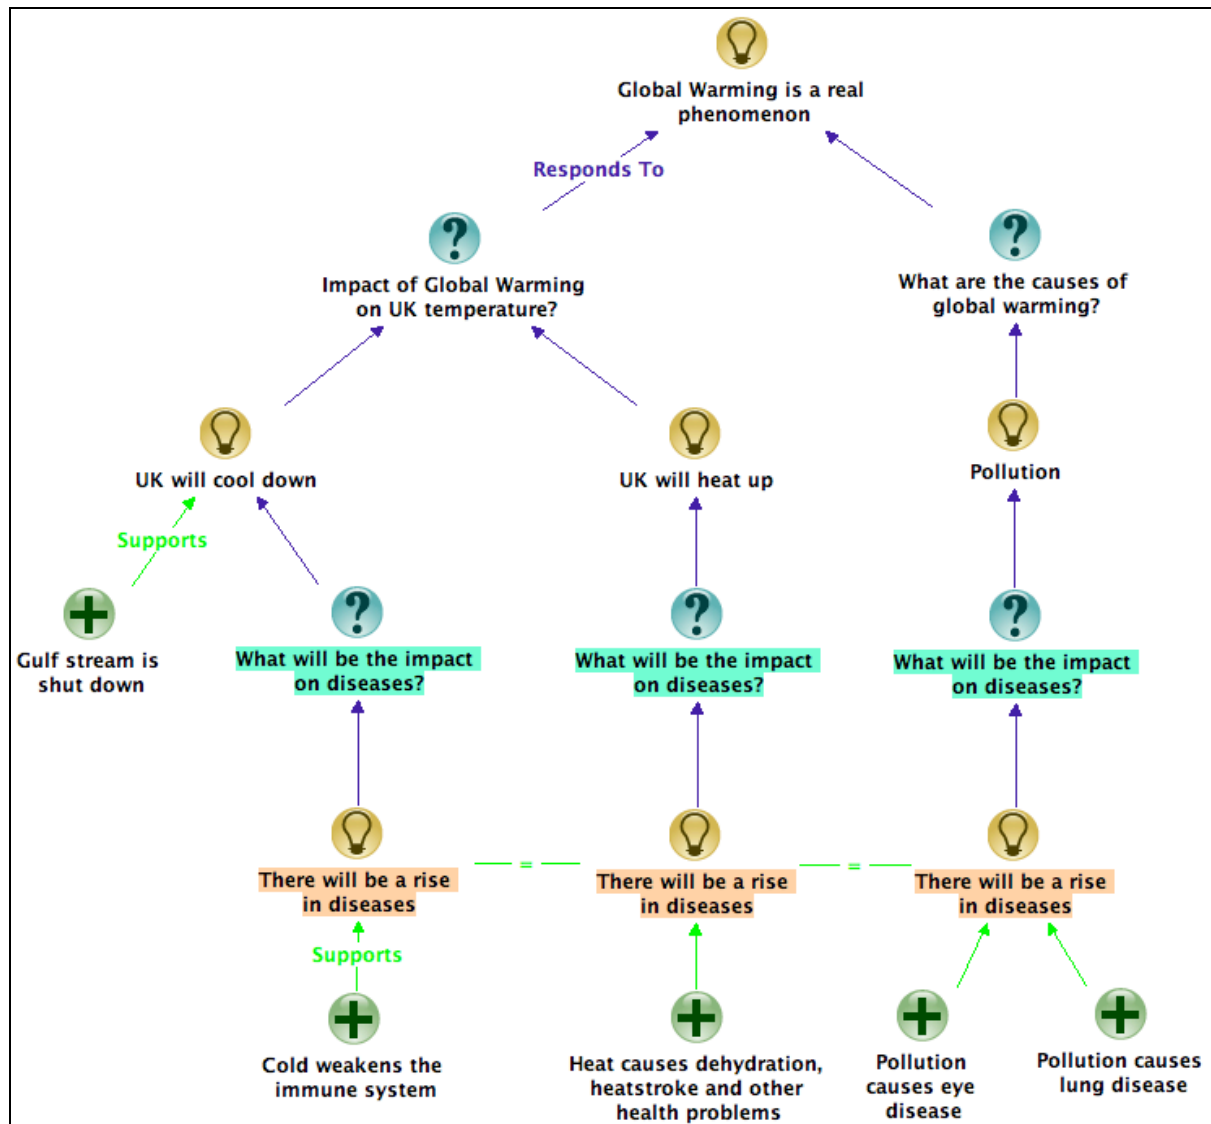 Global Warming is a real
phenomenon
Responds To
Impact of Global Warming
on UK temperature?
What are the causes of
global warming?
UK will cool down
UK will heat up
Pollution
Supports
Gulf stream is
shut down
What will be the impact
on diseases?
What will be the impact
on diseases?
What will be the impact
on diseases?
There will be a rise
in diseases
=
There will be a rise
in diseases
=
There will be a rise
in diseases
Supports
Cold weakens the
immune system
Heat causes dehydration,
heatstroke and other
health problems
Pollution
causes eye
disease
Pollution causes
lung disease